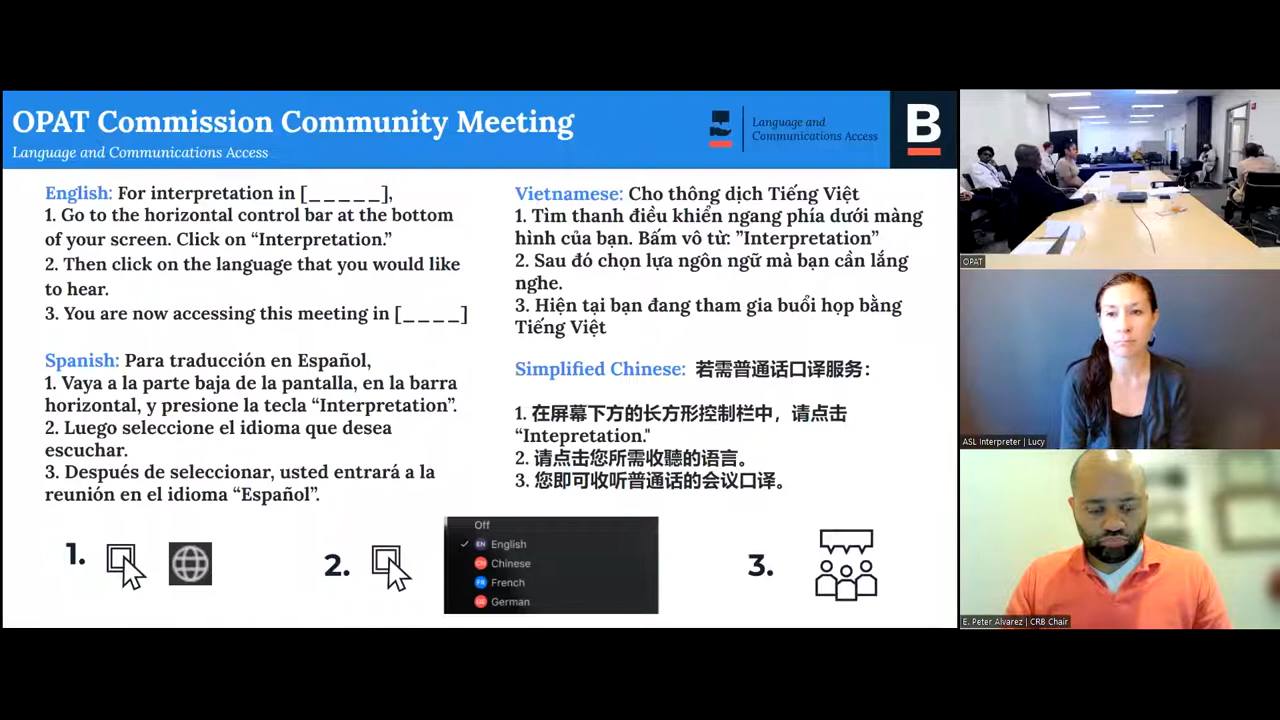 OPAT Commission Community Meeting
Language and Communications Access
Language and
Communications Access
B
English: For interpretation in [_____],
1. Go to the horizontal control bar at the bottom
of your screen. Click on “Interpretation.”
2. Then click on the language that you would like
to hear.
3. You are now accessing this meeting in [____]
Spanish: Para traducción en Español,
1. Vaya a la parte baja de la pantalla, en la barra
horizontal, y presione la tecla “Interpretation”.
2. Luego seleccione el idioma que desea
escuchar.
3. Después de seleccionar, usted entrará a la
reunión en el idioma “Español”.
Vietnamese: Cho thông dịch Tiếng Việt
1. Tìm thanh điều khiển ngang phía dưới màng
hình của bạn. Bấm vô từ: ”Interpretation”
2. Sau đó chọn lựa ngôn ngữ mà bạn cần lắng
nghe.
3. Hiện tại bạn đang tham gia buổi họp bằng
Tiếng Việt
Simplified Chinese: 若需普通话口译服务：
1. 在屏幕下方的长方形控制栏中，请点击
“Intepretation."
2. 请点击您所需收聽的语言。
3. 您即可收听普通话的会议口译。
1.
2.
Off
EN English
CN Chinese
FR French
DE German
3.
OPAT
ASL Interpreter | Lucy
E. Peter Alvarez | CRB Chair